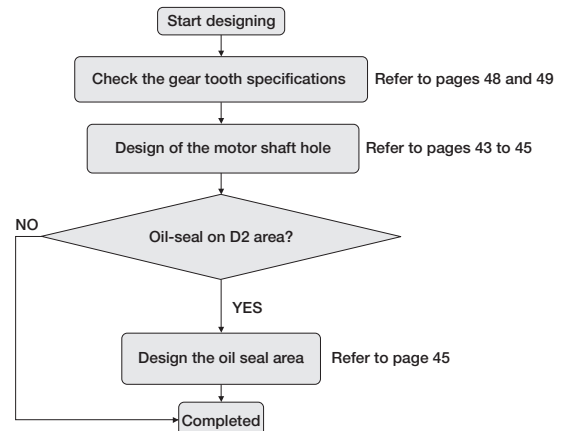 Start designing
Check the gear tooth specifications
Refer to pages 48 and 49
Design of the motor shaft hole
Refer to pages 43 to 45
NO
Oil-seal on D2 area?
YES
Design the oil seal area
Refer to page 45
Completed